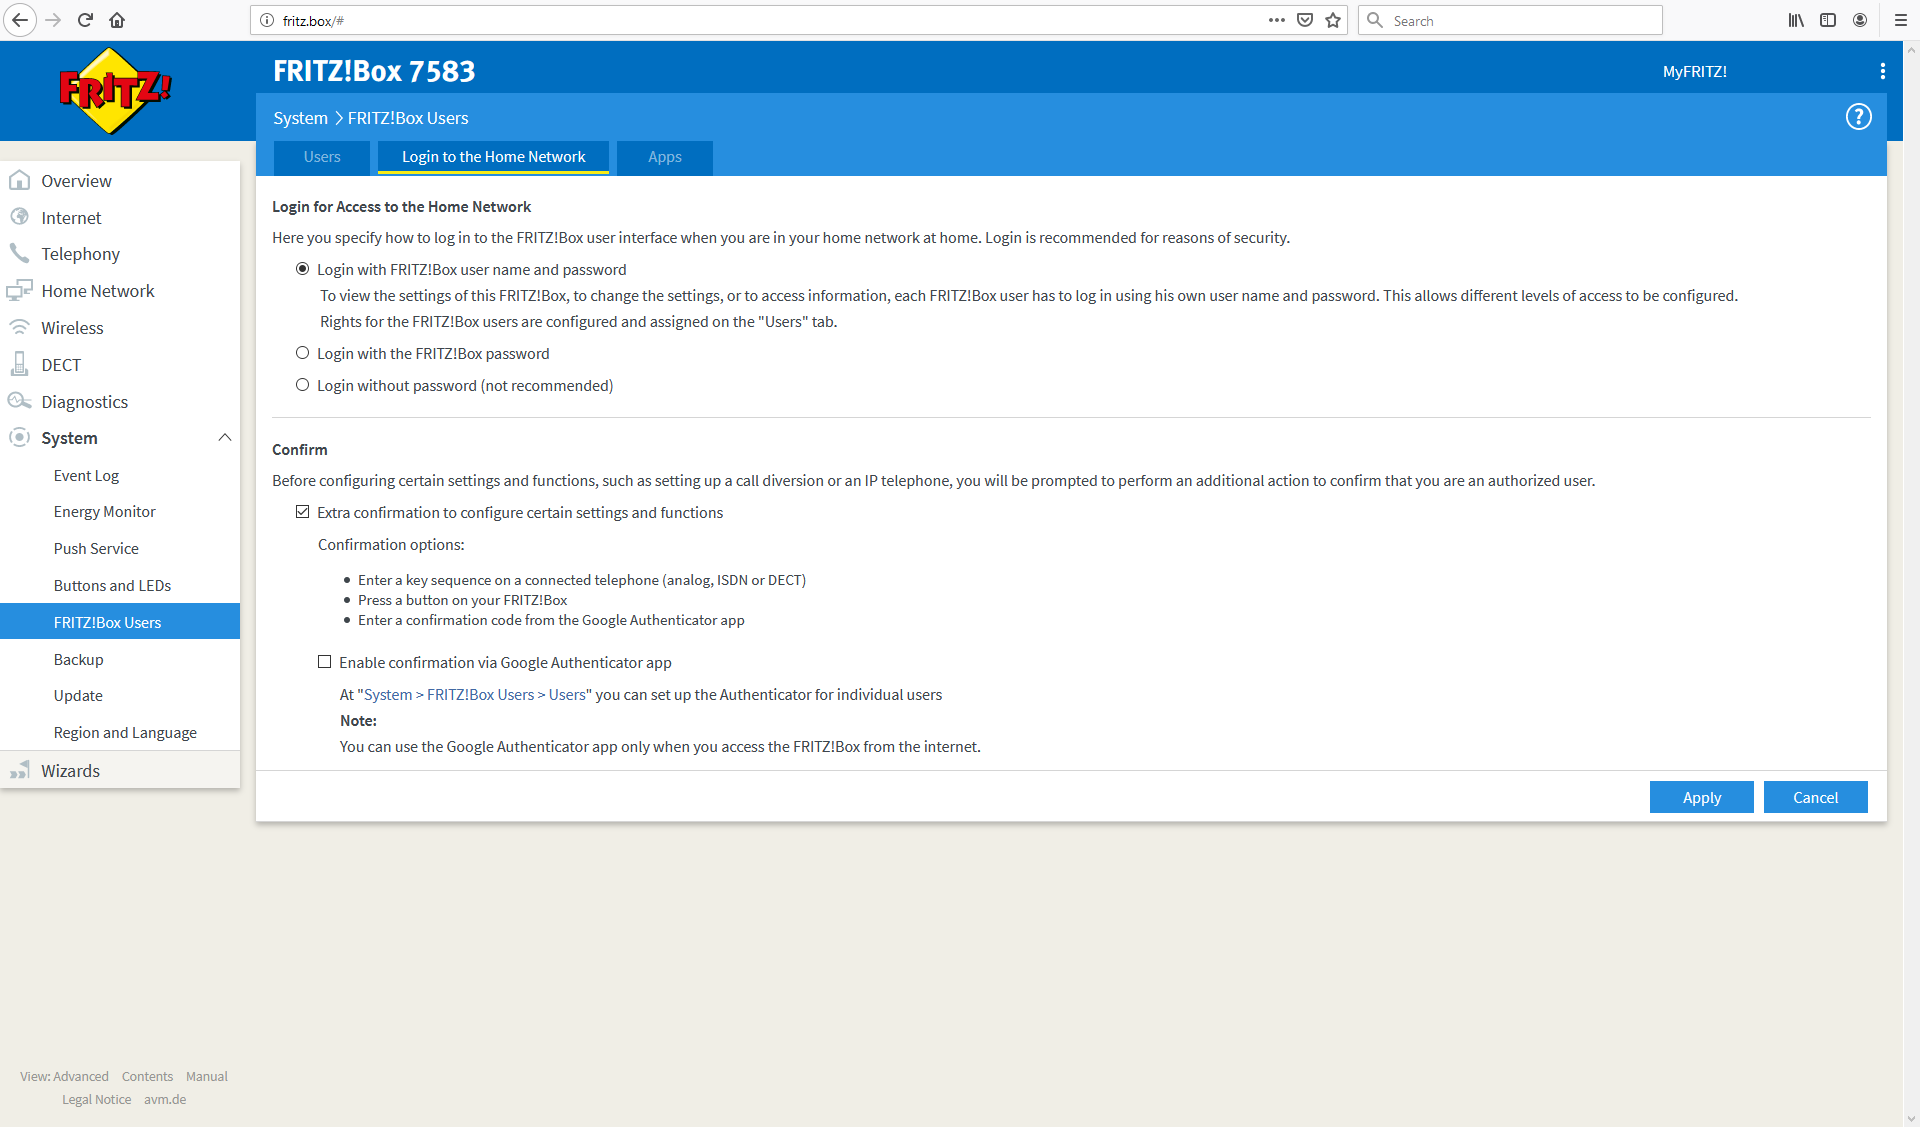 fritz.box/#
Search
FRITZ!
FRITZ!Box 7583
MyFRITZ!
System > FRITZ!Box Users
?
Users
Login to the Home Network
Apps
Overview
Internet
Telephony
Home Network
Wireless
DECT
Diagnostics
System
Event Log
Energy Monitor
Push Service
Buttons and LEDs
FRITZ!Box Users
Backup
Update
Region and Language
Wizards
Login for Access to the Home Network
Here you specify how to log in to the FRITZ!Box user interface when you are in your home network at home. Login is recommended for reasons of security.
Login with FRITZ!Box user name and password
To view the settings of this FRITZ!Box, to change the settings, or to access information, each FRITZ!Box user has to log in using his own user name and password. This allows different levels of access to be configured.
Rights for the FRITZ!Box users are configured and assigned on the "Users" tab.
Login with the FRITZ!Box password
Login without password (not recommended)
Confirm
Before configuring certain settings and functions, such as setting up a call diversion or an IP telephone, you will be prompted to perform an additional action to confirm that you are an authorized user.
Extra confirmation to configure certain settings and functions
Confirmation options:
• Enter a key sequence on a connected telephone (analog, ISDN or DECT)
• Press a button on your FRITZ!Box
• Enter a confirmation code from the Google Authenticator app
Enable confirmation via Google Authenticator app
At "System > FRITZ!Box Users > Users" you can set up the Authenticator for individual users
Note:
You can use the Google Authenticator app only when you access the FRITZ!Box from the internet.
Apply
Cancel
View: Advanced Contents Manual
Legal Notice avm.de